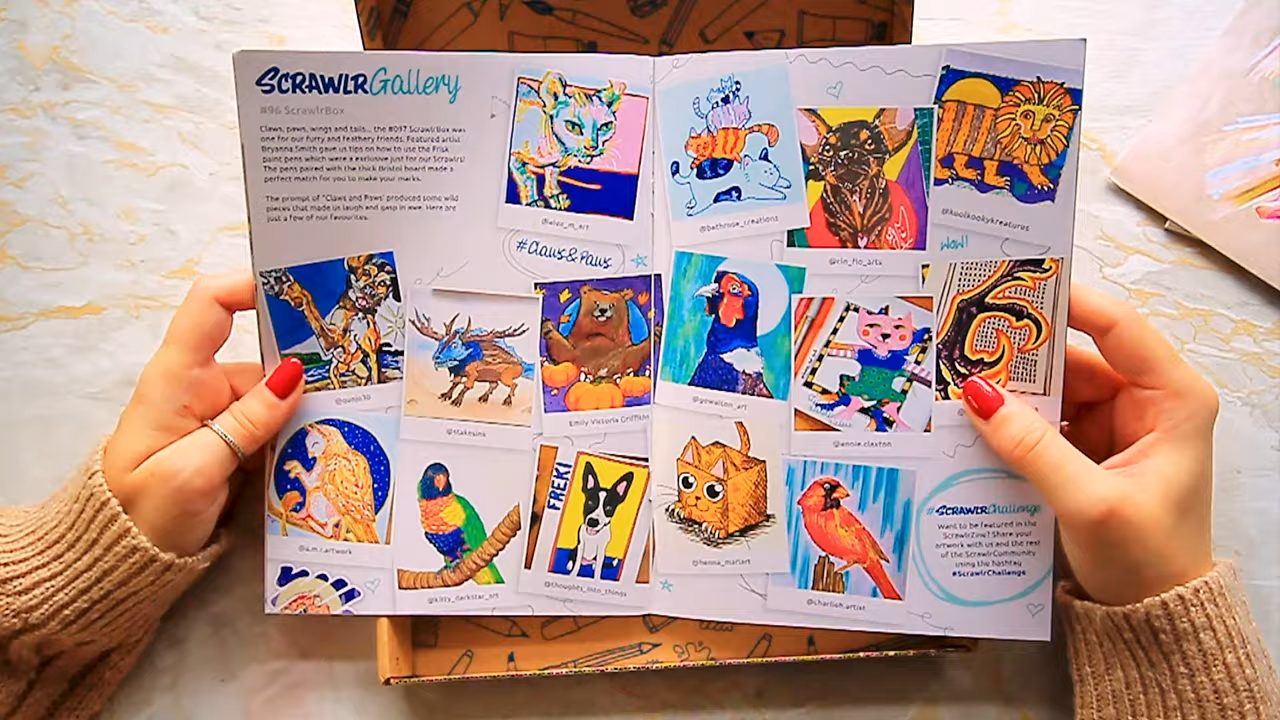 SCRAWLRGallery
#96 ScrawlrBox
Claws, paws, wings and tails... the #097 ScrawlrBox was
one for our furry and feathery friends. Featured artist
Bryanna Smith gave us tips on how to use the Frisk
paint pens which were a exclusive just for our Scrawlrs!
The pens paired with the thick Bristol board made a
perfect match for you to make your marks.
The prompt of 'Claws and Paws' produced some wild
pieces that made us laugh and gasp in awe. Here are
just a few of our favourites.
#Claws&Paws
@bathrose_creations
@cin_flo_arts
@koolkookykreatures
WOW!
Emily Victoria Griffiths
@gowalton_art
@annie.claxton
@a.m.r.artwork
@kitty_darkstar_art
FREKI
@thoughts_into_things
@henna_mariart
@charlieh.artist
#SCRAWLRChallenge
Want to be featured in the
ScrawlrZine? Share your
artwork with us and the rest
of the ScrawlrCommunity
using the hashtag
#ScrawlrChallenge